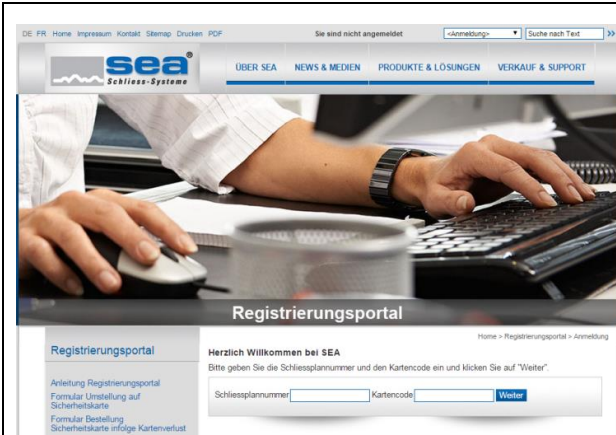 DE FR Home Impressum Kontakt Sitemap Drucken PDF Sie sind nicht angemeldet <Anmeldung> Suche nach Text >>
sea®
Schliess-Systeme
ÜBER SEA NEWS & MEDIEN PRODUKTE & LÖSUNGEN VERKAUF & SUPPORT
Registrierungsportal
Home > Registrierungsportal > Anmeldung
Registrierungsportal
Anleitung Registrierungsportal
Formular Umstellung auf
Sicherheitskarte
Formular Bestellung
Sicherheitskarte infolge Kartenverlust
Herzlich Willkommen bei SEA
Bitte geben Sie die Schliessplannummer und den Kartencode ein und klicken Sie auf "Weiter".
Schliessplannummer Kartencode Weiter